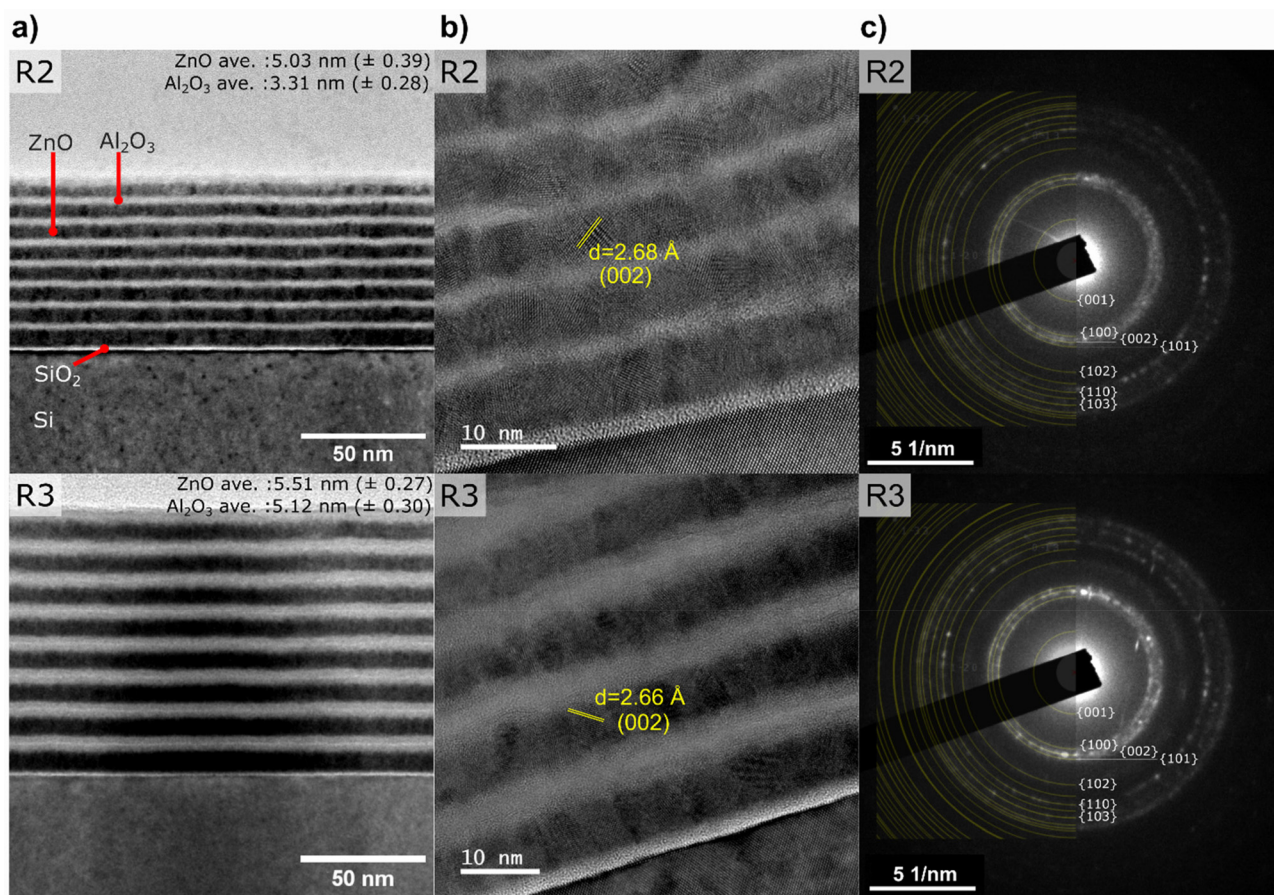 a)
b)
c)
R2
ZnO ave. :5.03 nm (± 0.39)
Al₂O₃ ave. :3.31 nm (± 0.28)
ZnO
Al₂O₃
SiO₂
Si
50 nm
R2
d=2.68 Å
(002)
10 nm
R2
{001}
{100}
{002}
{101}
{102}
{110}
{103}
5 1/nm
R3
ZnO ave. :5.51 nm (± 0.27)
Al₂O₃ ave. :5.12 nm (± 0.30)
50 nm
R3
d=2.66 Å
(002)
10 nm
R3
{001}
{100}
{002}
{101}
{102}
{110}
{103}
5 1/nm